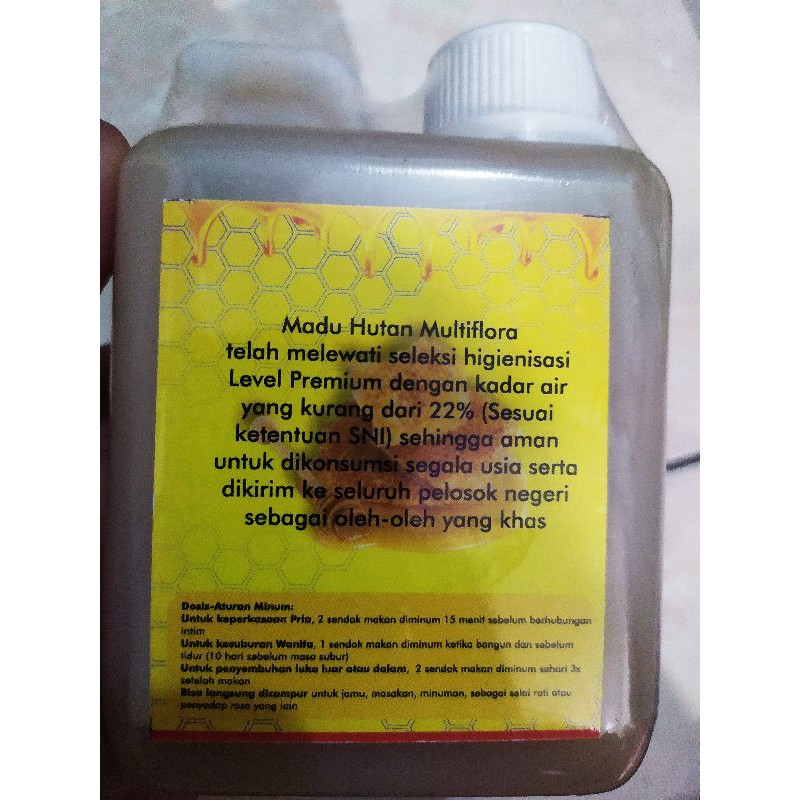 Madu Hutan Multiflora
telah melewati seleksi higienisasi
Level Premium dengan kadar air
yang kurang dari 22% (Sesuai
ketentuan SNI) sehingga aman
untuk dikonsumsi segala usia serta
dikirim ke seluruh pelosok negeri
sebagai oleh-oleh yang khas
Dosis-Aturan Minum:
Untuk keperkasaan Pria, 2 sendok makan diminum 15 menit sebelum berhubungan
intim
Untuk kesuburan Wanita, 1 sendok makan diminum ketika bangun dan sebelum
tidur (10 hari sebelum masa subur)
Untuk penyembuhan luka luar atau dalam, 2 sendok makan diminum sehari 3x
setelah makan
Bisa langsung dicampur untuk jamu, masakan, minuman, sebagai selai roti atau
penyedap rasa yang lain